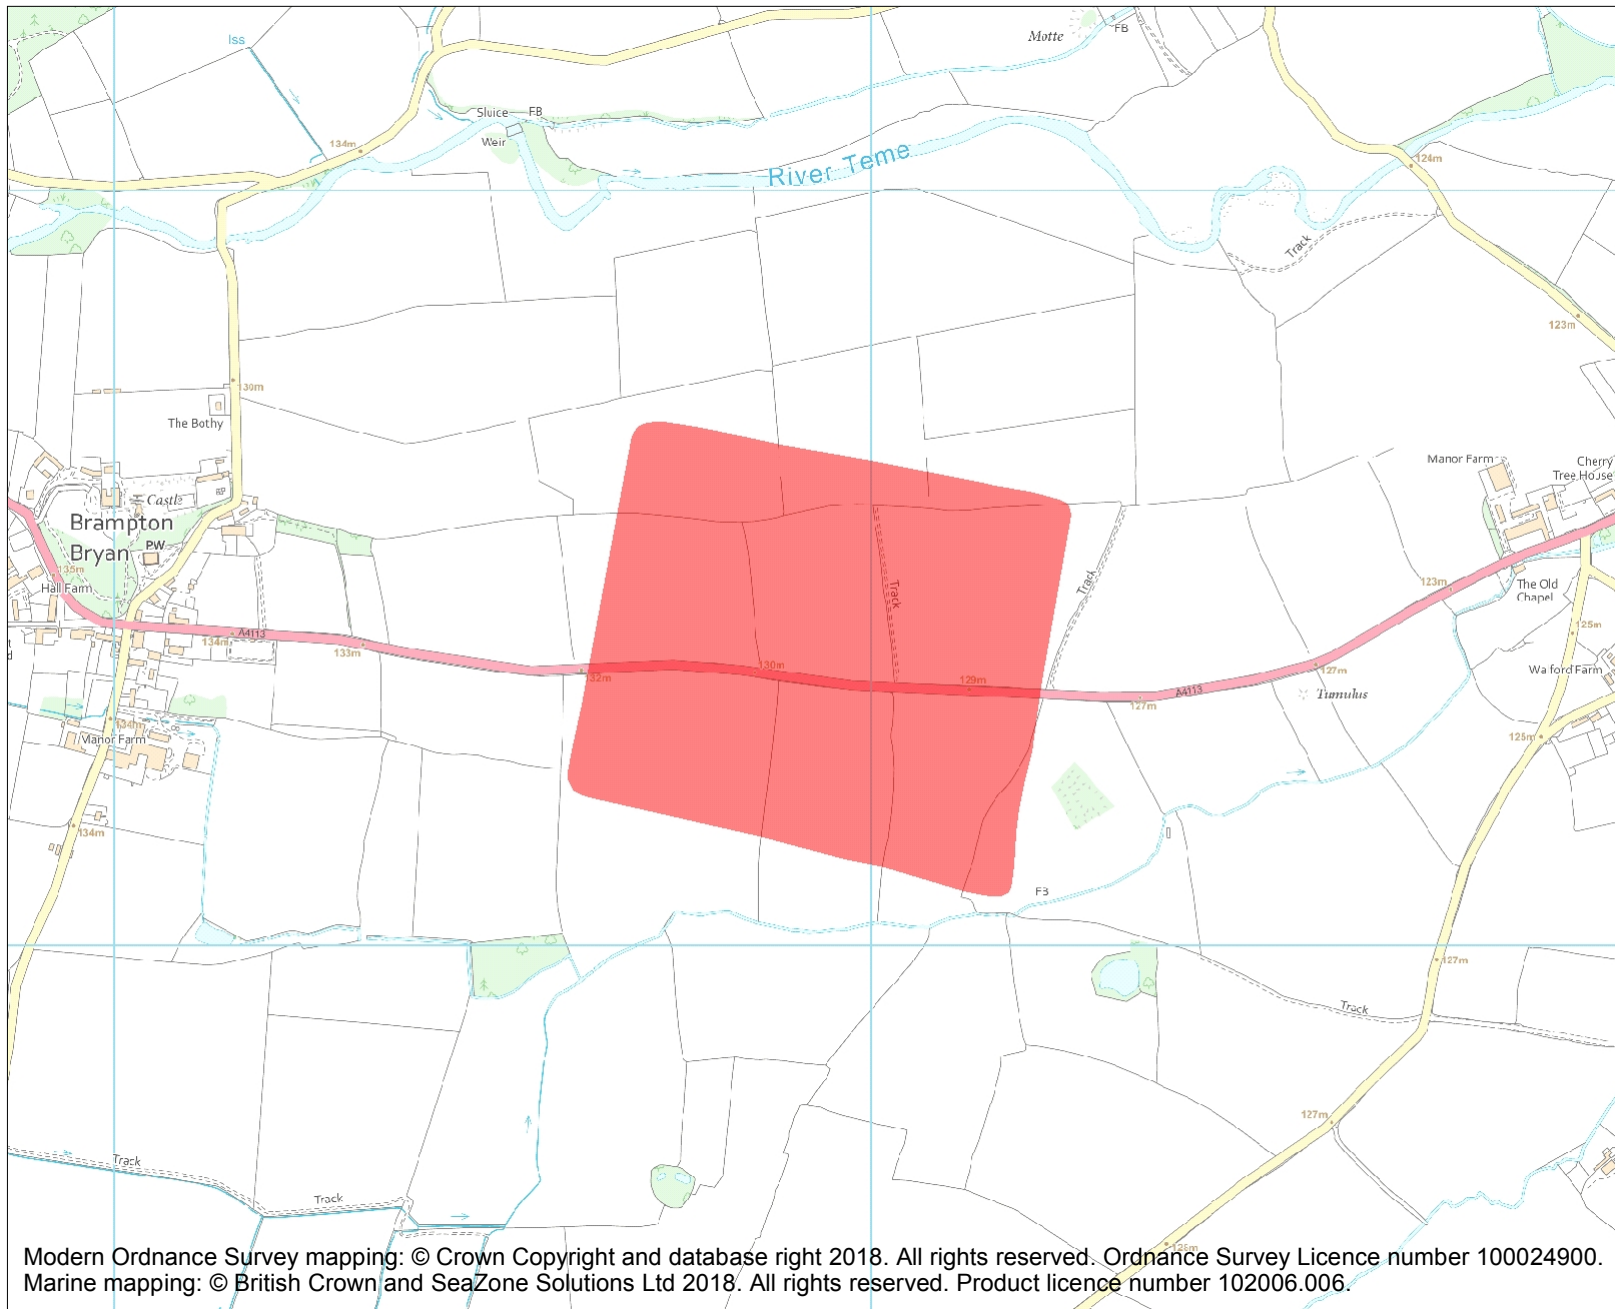 Iss
Motte
FB
Sluice
FB
Weir
134m
River Teme
124m
Track
123m
130m
The Bothy
Manor Farm
Cherry
Tree House
Castle
Brampton
Bryan
PW
135m
Hall Farm
Track
Track
123m
The Old
Chapel
125m
A4113
134m
133m
130m
32m
129m
127m
A4113
127m
Tumulus
Walford Farm
134m
Manor Farm
125m
134m
FB
127m
Track
127m
Track
Track
126m
Modern Ordnance Survey mapping: © Crown Copyright and database right 2018. All rights reserved. Ordnance Survey Licence number 100024900.
Marine mapping: © British Crown and SeaZone Solutions Ltd 2018. All rights reserved. Product licence number 102006.006.